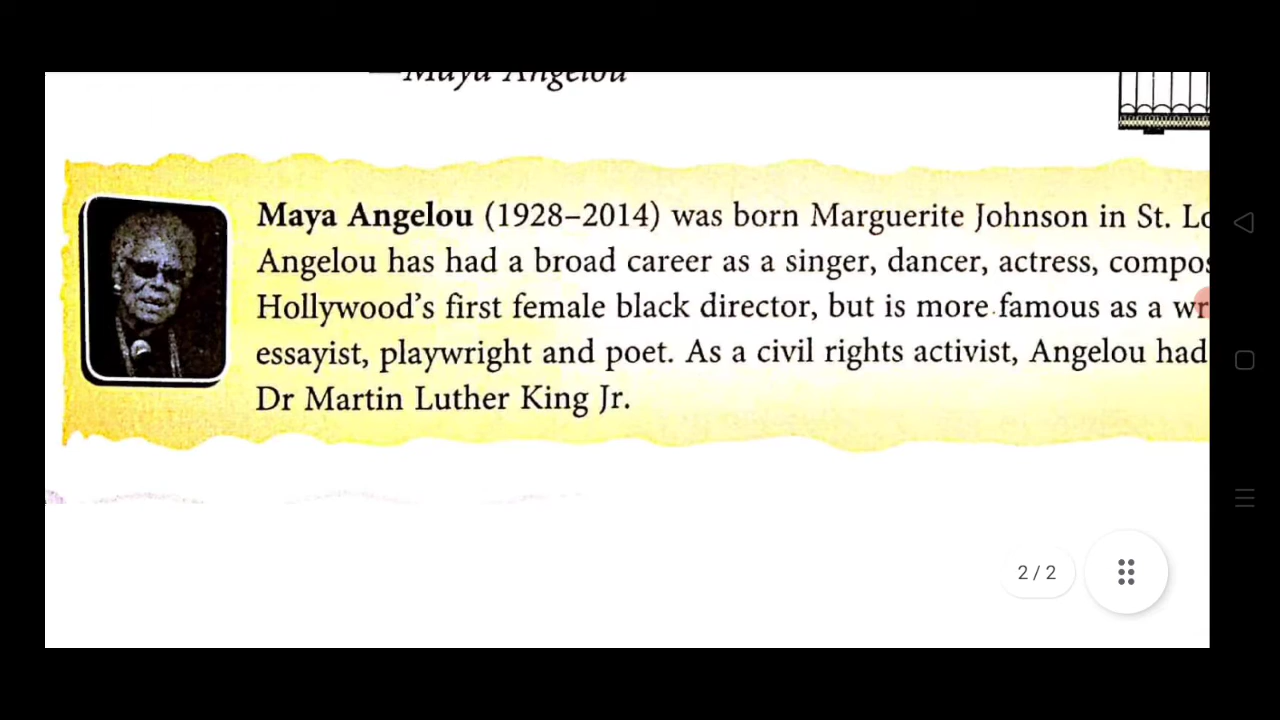 —Maya Angelou
Maya Angelou (1928–2014) was born Marguerite Johnson in St.
Angelou has had a broad career as a singer, dancer, actress,
Hollywood's first female black director, but is more famous as a
essayist, playwright and poet. As a civil rights activist, Angelou had
Dr Martin Luther King Jr.
2 / 2